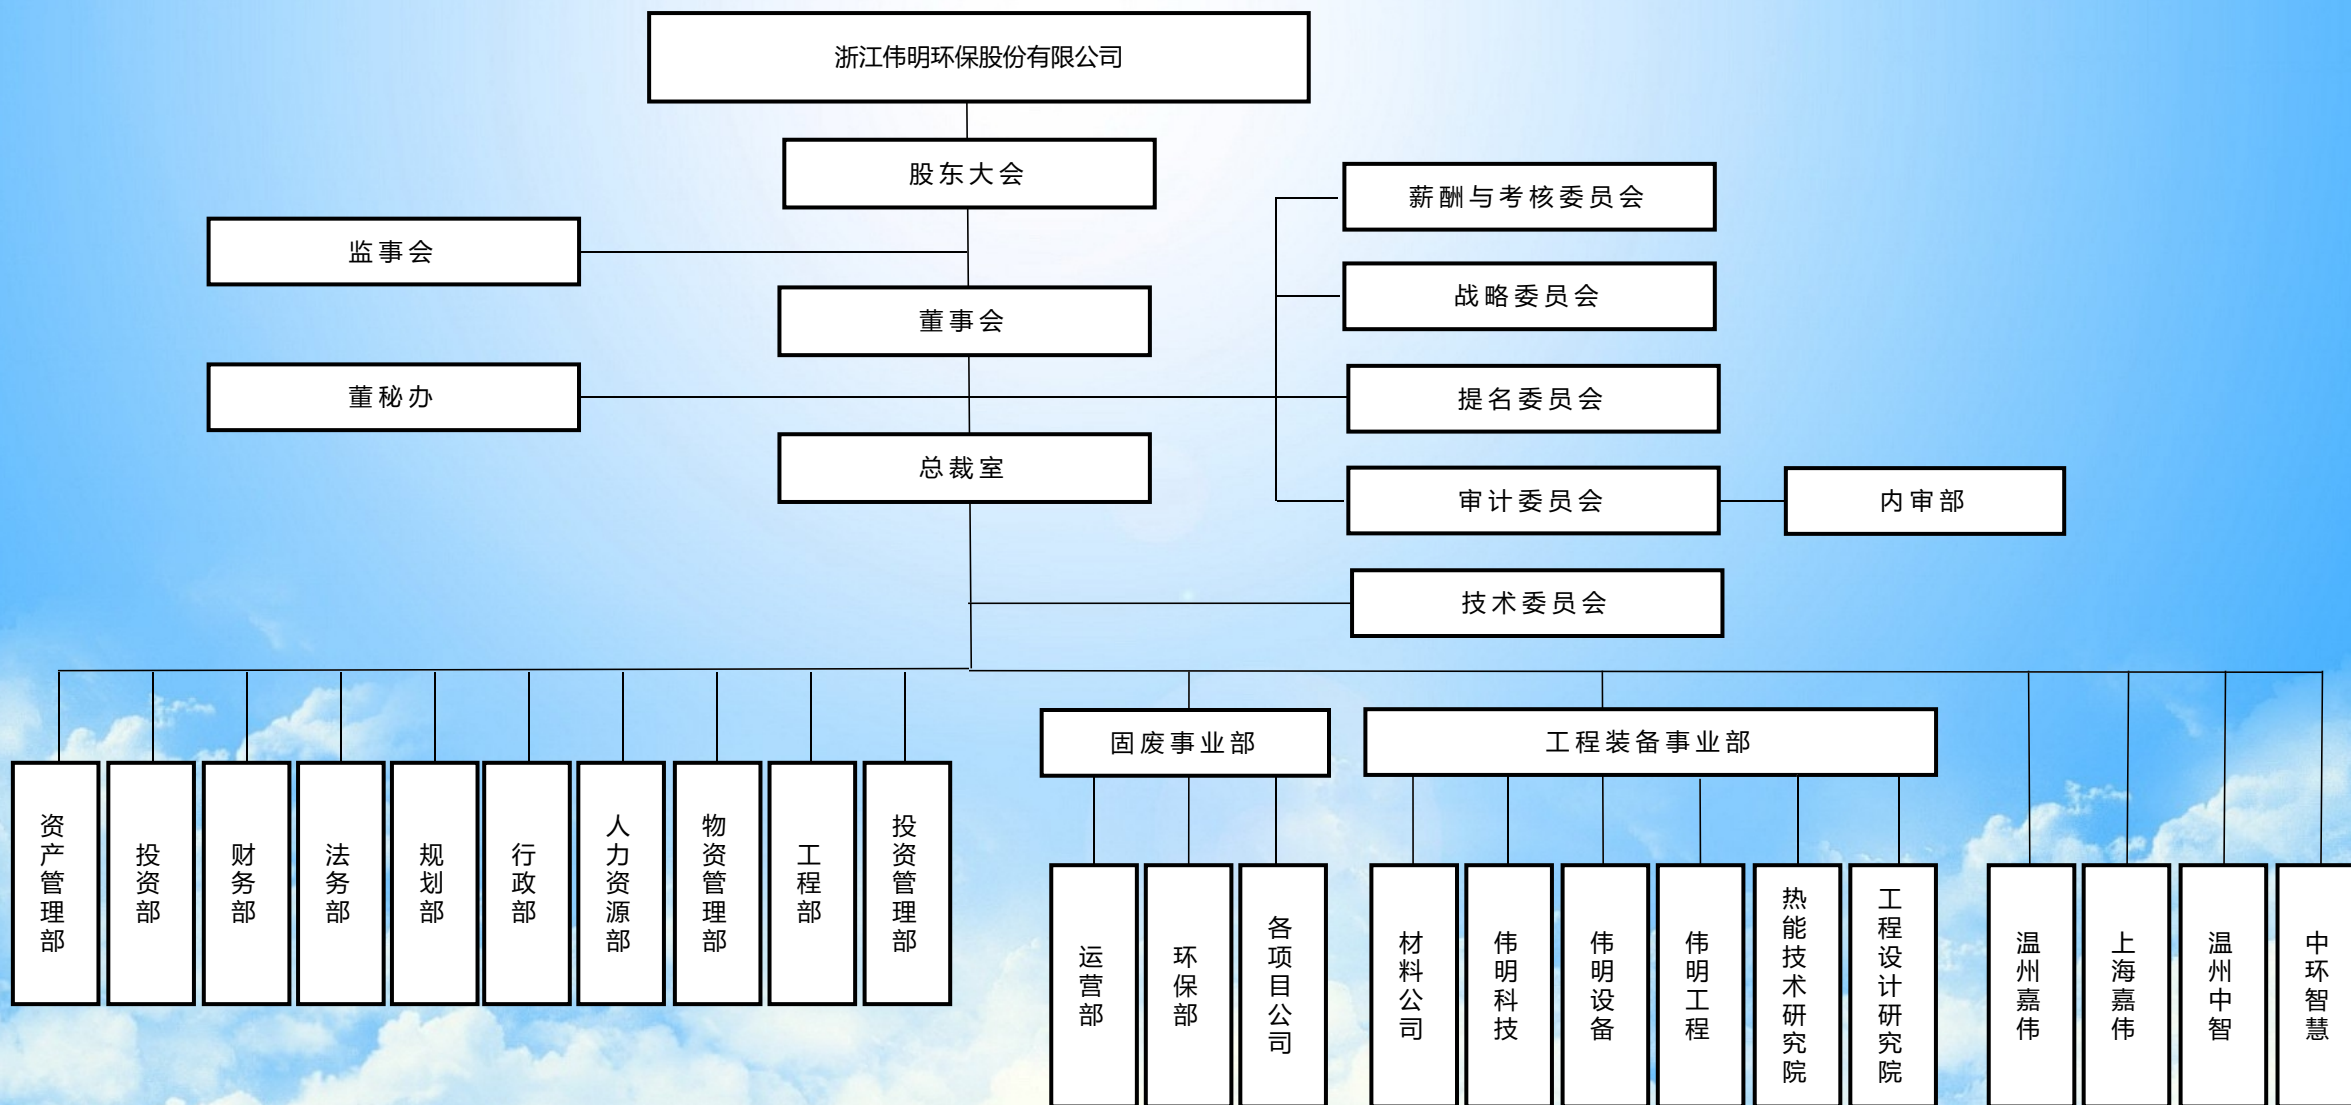 浙江伟明环保股份有限公司
股东大会
薪酬与考核委员会
监事会
战略委员会
董事会
董秘办
提名委员会
总裁室
审计委员会
内审部
技术委员会
固废事业部
工程装备事业部
资产管理部
投资部
财务部
法务部
规划部
行政部
人力资源部
物资管理部
工程部
投资管理部
运营部
环保部
各项目公司
材料公司
伟明科技
伟明设备
伟明工程
热能技术研究院
工程设计研究院
温州嘉伟
上海嘉伟
温州中智
中环智慧